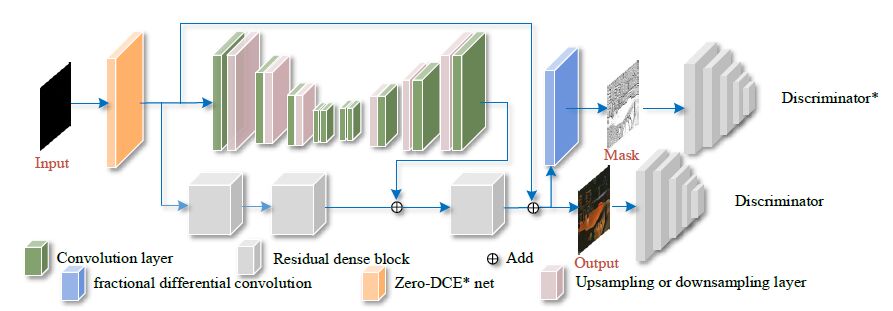 Input
Discriminator*
Mask
Discriminator
Output
Convolution layer
Residual dense block
Add
fractional differential convolution
Zero-DCE* net
Upsampling or downsampling layer